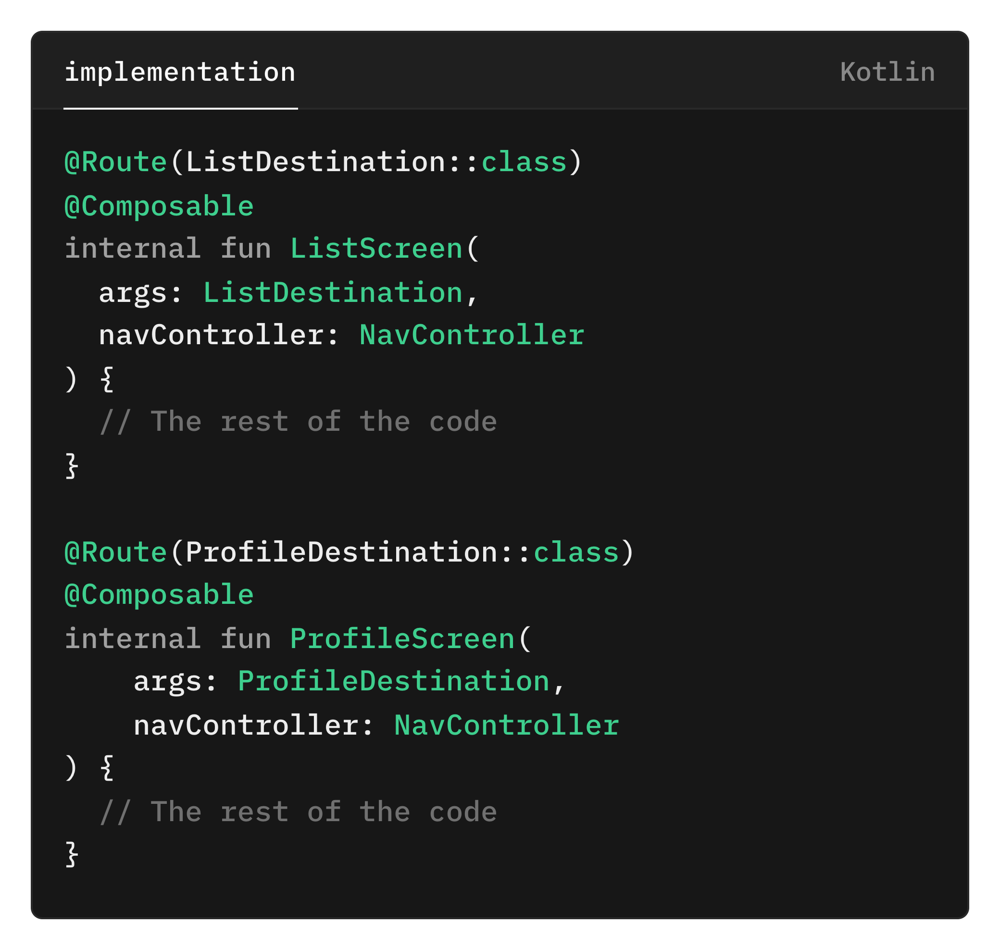 implementation
Kotlin
@Route(ListDestination::class)
@Composable
internal fun ListScreen(
  args: ListDestination,
  navController: NavController
) {
  // The rest of the code
}

@Route(ProfileDestination::class)
@Composable
internal fun ProfileScreen(
    args: ProfileDestination,
    navController: NavController
) {
  // The rest of the code
}